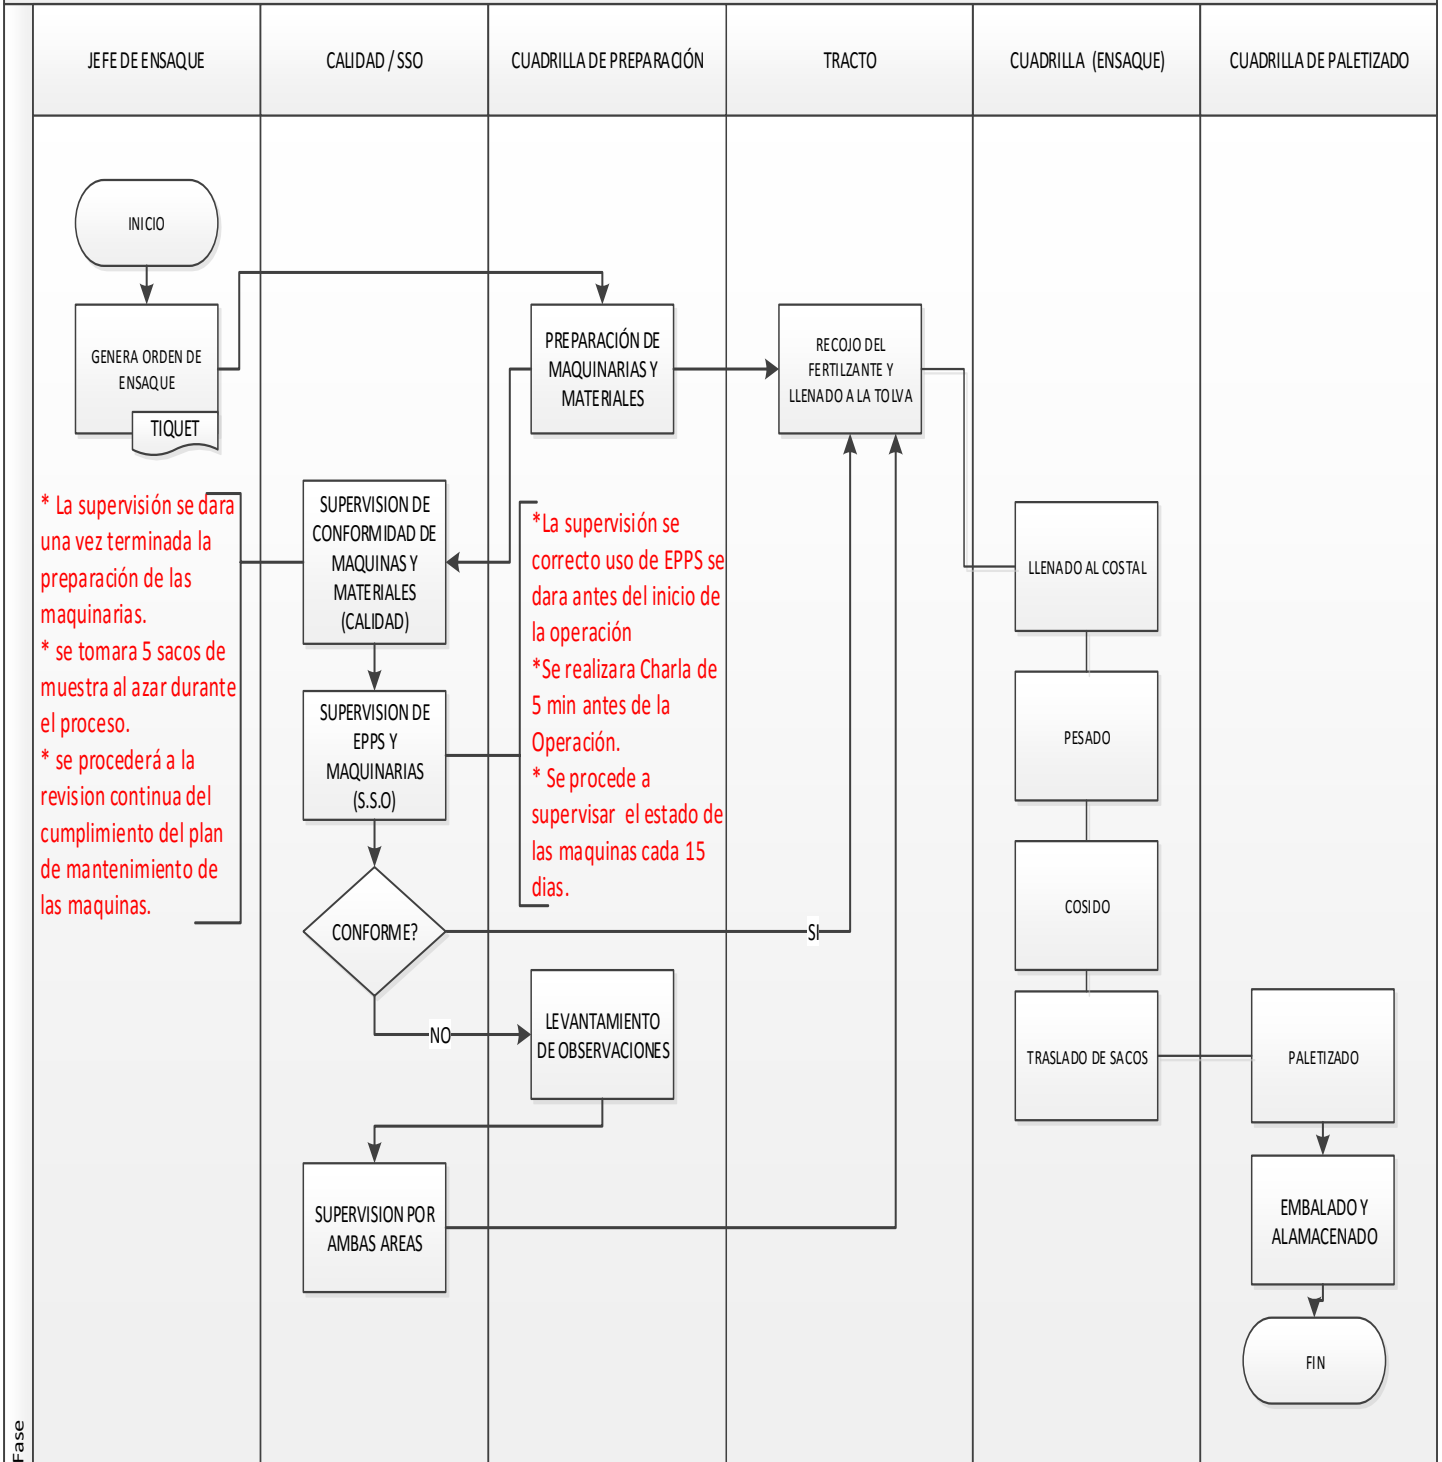 JEFE DE ENSAQUE
CALIDAD / SSO
CUADRILLA DE PREPARACIÓN
TRACTO
CUADRILLA (ENSAQUE)
CUADRILLA DE PALETIZADO
INICIO
GENERA ORDEN DE
ENSAQUE
TIQUET
PREPARACIÓN DE
MAQUINARIAS Y
MATERIALES
RECOJO DEL
FERTILZANTE Y
LLENADO A LA TOLVA
* La supervisión se dara
una vez terminada la
preparación de las
maquinarias.
* se tomara 5 sacos de
muestra al azar durante
el proceso.
* se procederá a la
revision continua del
cumplimiento del plan
de mantenimiento de
las maquinas.
SUPERVISION DE
CONFORMIDAD DE
MAQUINAS Y
MATERIALES
(CALIDAD)
SUPERVISION DE
EPPS Y
MAQUINARIAS
(S.S.O)
*La supervisión se
correcto uso de EPPS se
dara antes del inicio de
la operación
*Se realizara Charla de
5 min antes de la
Operación.
* Se procede a
supervisar el estado de
las maquinas cada 15
dias.
CONFORME?
SI
NO
LEVANTAMIENTO
DE OBSERVACIONES
SUPERVISION POR
AMBAS AREAS
LLENADO AL COSTAL
PESADO
COSIDO
TRASLADO DE SACOS
PALETIZADO
EMBALADO Y
ALAMACENADO
FIN
Fase